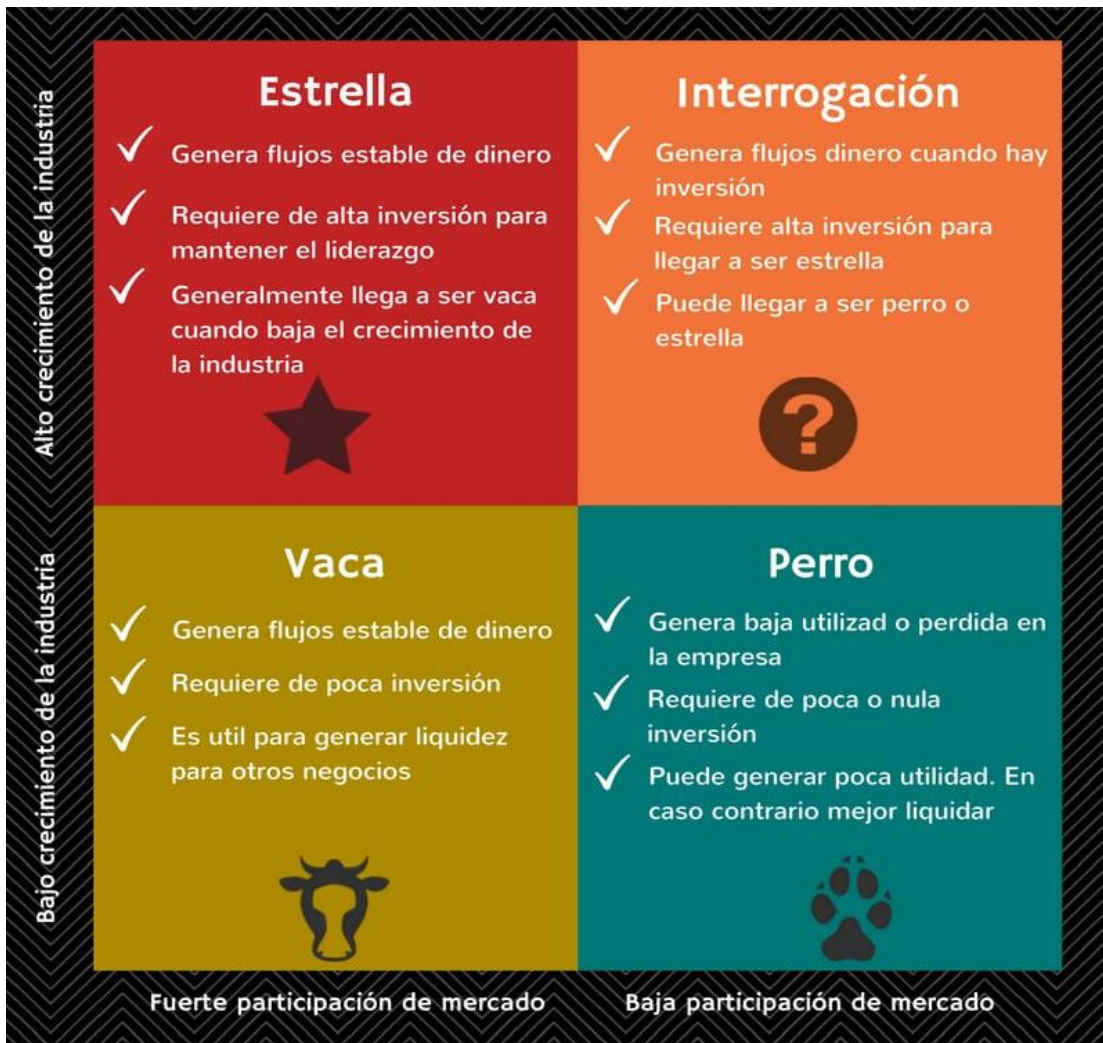 Alto crecimiento de la industria
Estrella
Genera flujos estable de dinero
Requiere de alta inversión para
mantener el liderazgo
Generalmente llega a ser vaca
cuando baja el crecimiento de
la industria
Interrogación
Genera flujos dinero cuando hay
inversión
Requiere alta inversión para
llegar a ser estrella
Puede llegar a ser perro o
estrella
?
Bajo crecimiento de la industria
Vaca
Genera flujos estable de dinero
Requiere de poca inversión
Es util para generar liquidez
para otros negocios
Perro
Genera baja utilizad o perdida en
la empresa
Requiere de poca o nula
inversión
Puede generar poca utilidad. En
caso contrario mejor liquidar
Fuerte participación de mercado
Baja participación de mercado